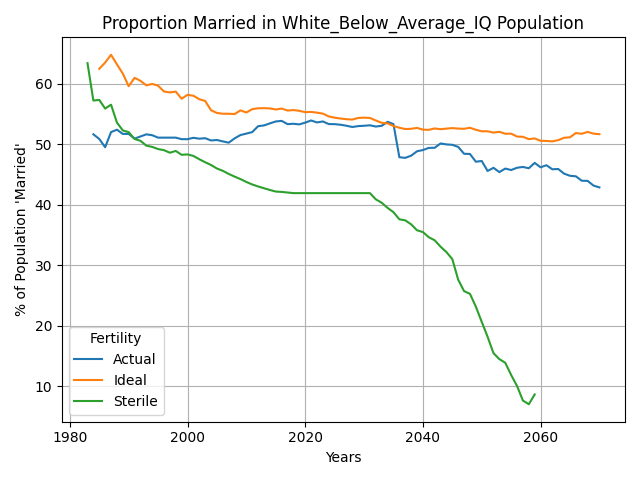 Proportion Married in White_Below_Average_IQ Population
% of Population 'Married'
60
50
40
30
20
10
Fertility
Actual
Ideal
Sterile
1980
2000
2020
2040
2060
Years